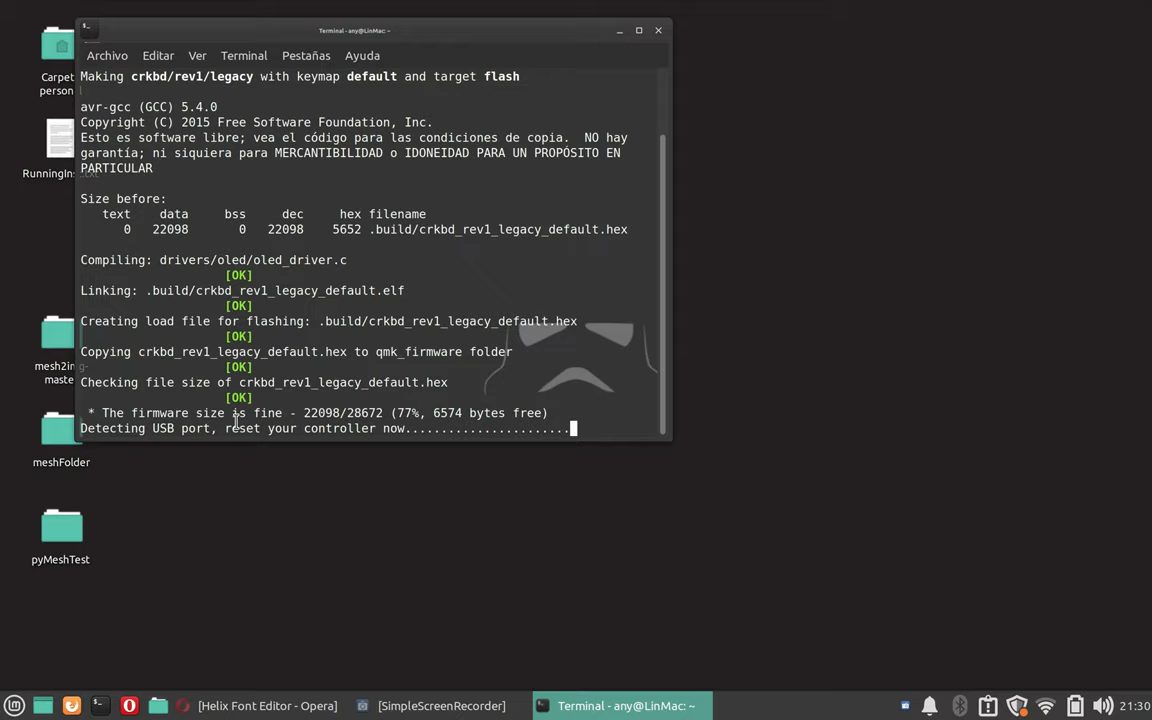 Terminal - any@LinMac: ~
Archivo Editar Ver Terminal Pestañas Ayuda
Making crkbd/rev1/legacy with keymap default and target flash
avr-gcc (GCC) 5.4.0
Copyright (C) 2015 Free Software Foundation, Inc.
Esto es software libre; vea el código para las condiciones de copia.  NO hay
garantía; ni siquiera para MERCANTIBILIDAD o IDONEIDAD PARA UN PROPÓSITO EN
PARTICULAR
Size before:
text data bss dec hex filename
0 22098 0 22098 5652 .build/crkbd_rev1_legacy_default.hex
Compiling: drivers/oled/oled_driver.c
[OK]
Linking: .build/crkbd_rev1_legacy_default.elf
[OK]
Creating load file for flashing: .build/crkbd_rev1_legacy_default.hex
[OK]
Copying crkbd_rev1_legacy_default.hex to qmk_firmware folder
[OK]
Checking file size of crkbd_rev1_legacy_default.hex
[OK]
* The firmware size is fine - 22098/28672 (77%, 6574 bytes free)
Detecting USB port, reset your controller now.......................
Carpet
person
RunningIn
mesh2in
master
meshFolder
pyMeshTest
[Helix Font Editor - Opera]
[SimpleScreenRecorder]
Terminal - any@LinMac: ~
21:30